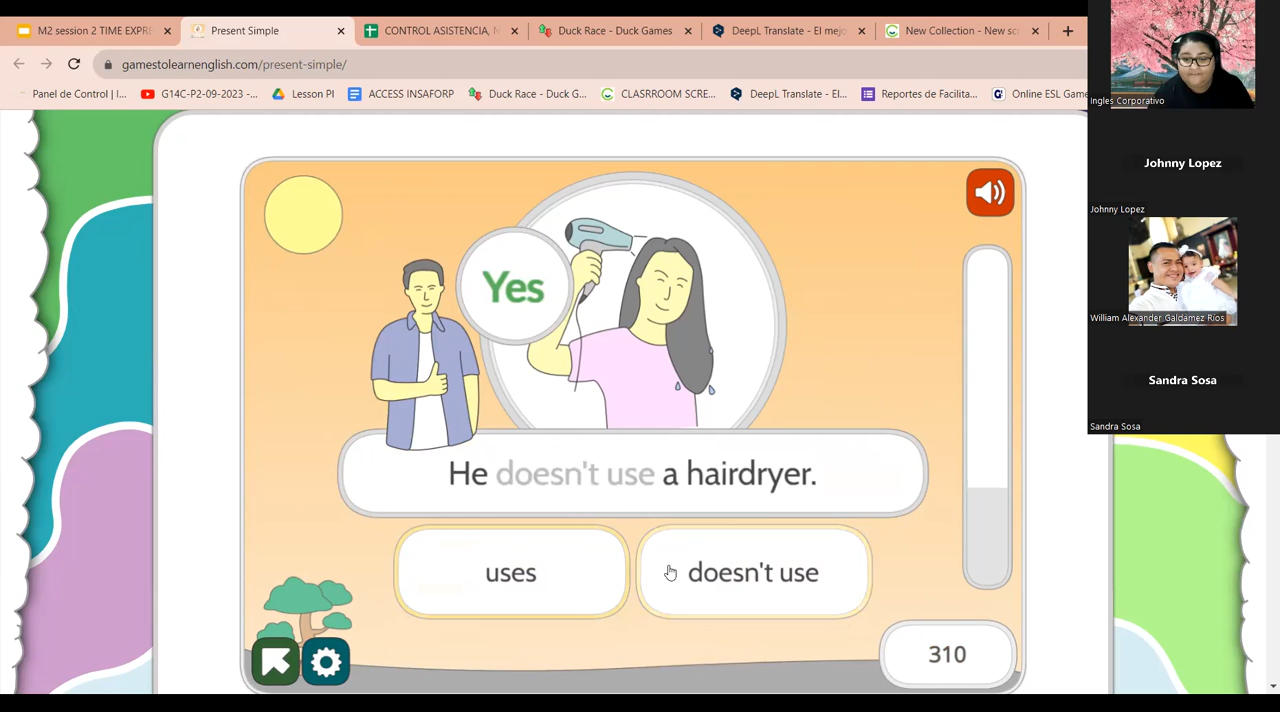 M2 session 2 TIME EXPRE
Present Simple
CONTROL ASISTENCIA, M
Duck Race - Duck Games
DeepL Translate - El mejo
New Collection - New scr
gamestolearnenglish.com/present-simple/
Panel de Control | I...
G14C-P2-09-2023 -...
Lesson Pl
ACCESS INSAFORP
Duck Race - Duck G...
CLASRROOM SCRE...
DeepL Translate - El...
Reportes de Facilita...
Online ESL Game
Ingles Corporativo
Johnny Lopez
Johnny Lopez
William Alexander Galdamez Rios
Sandra Sosa
Sandra Sosa
Yes
He doesn't use a hairdryer.
uses
doesn't use
310